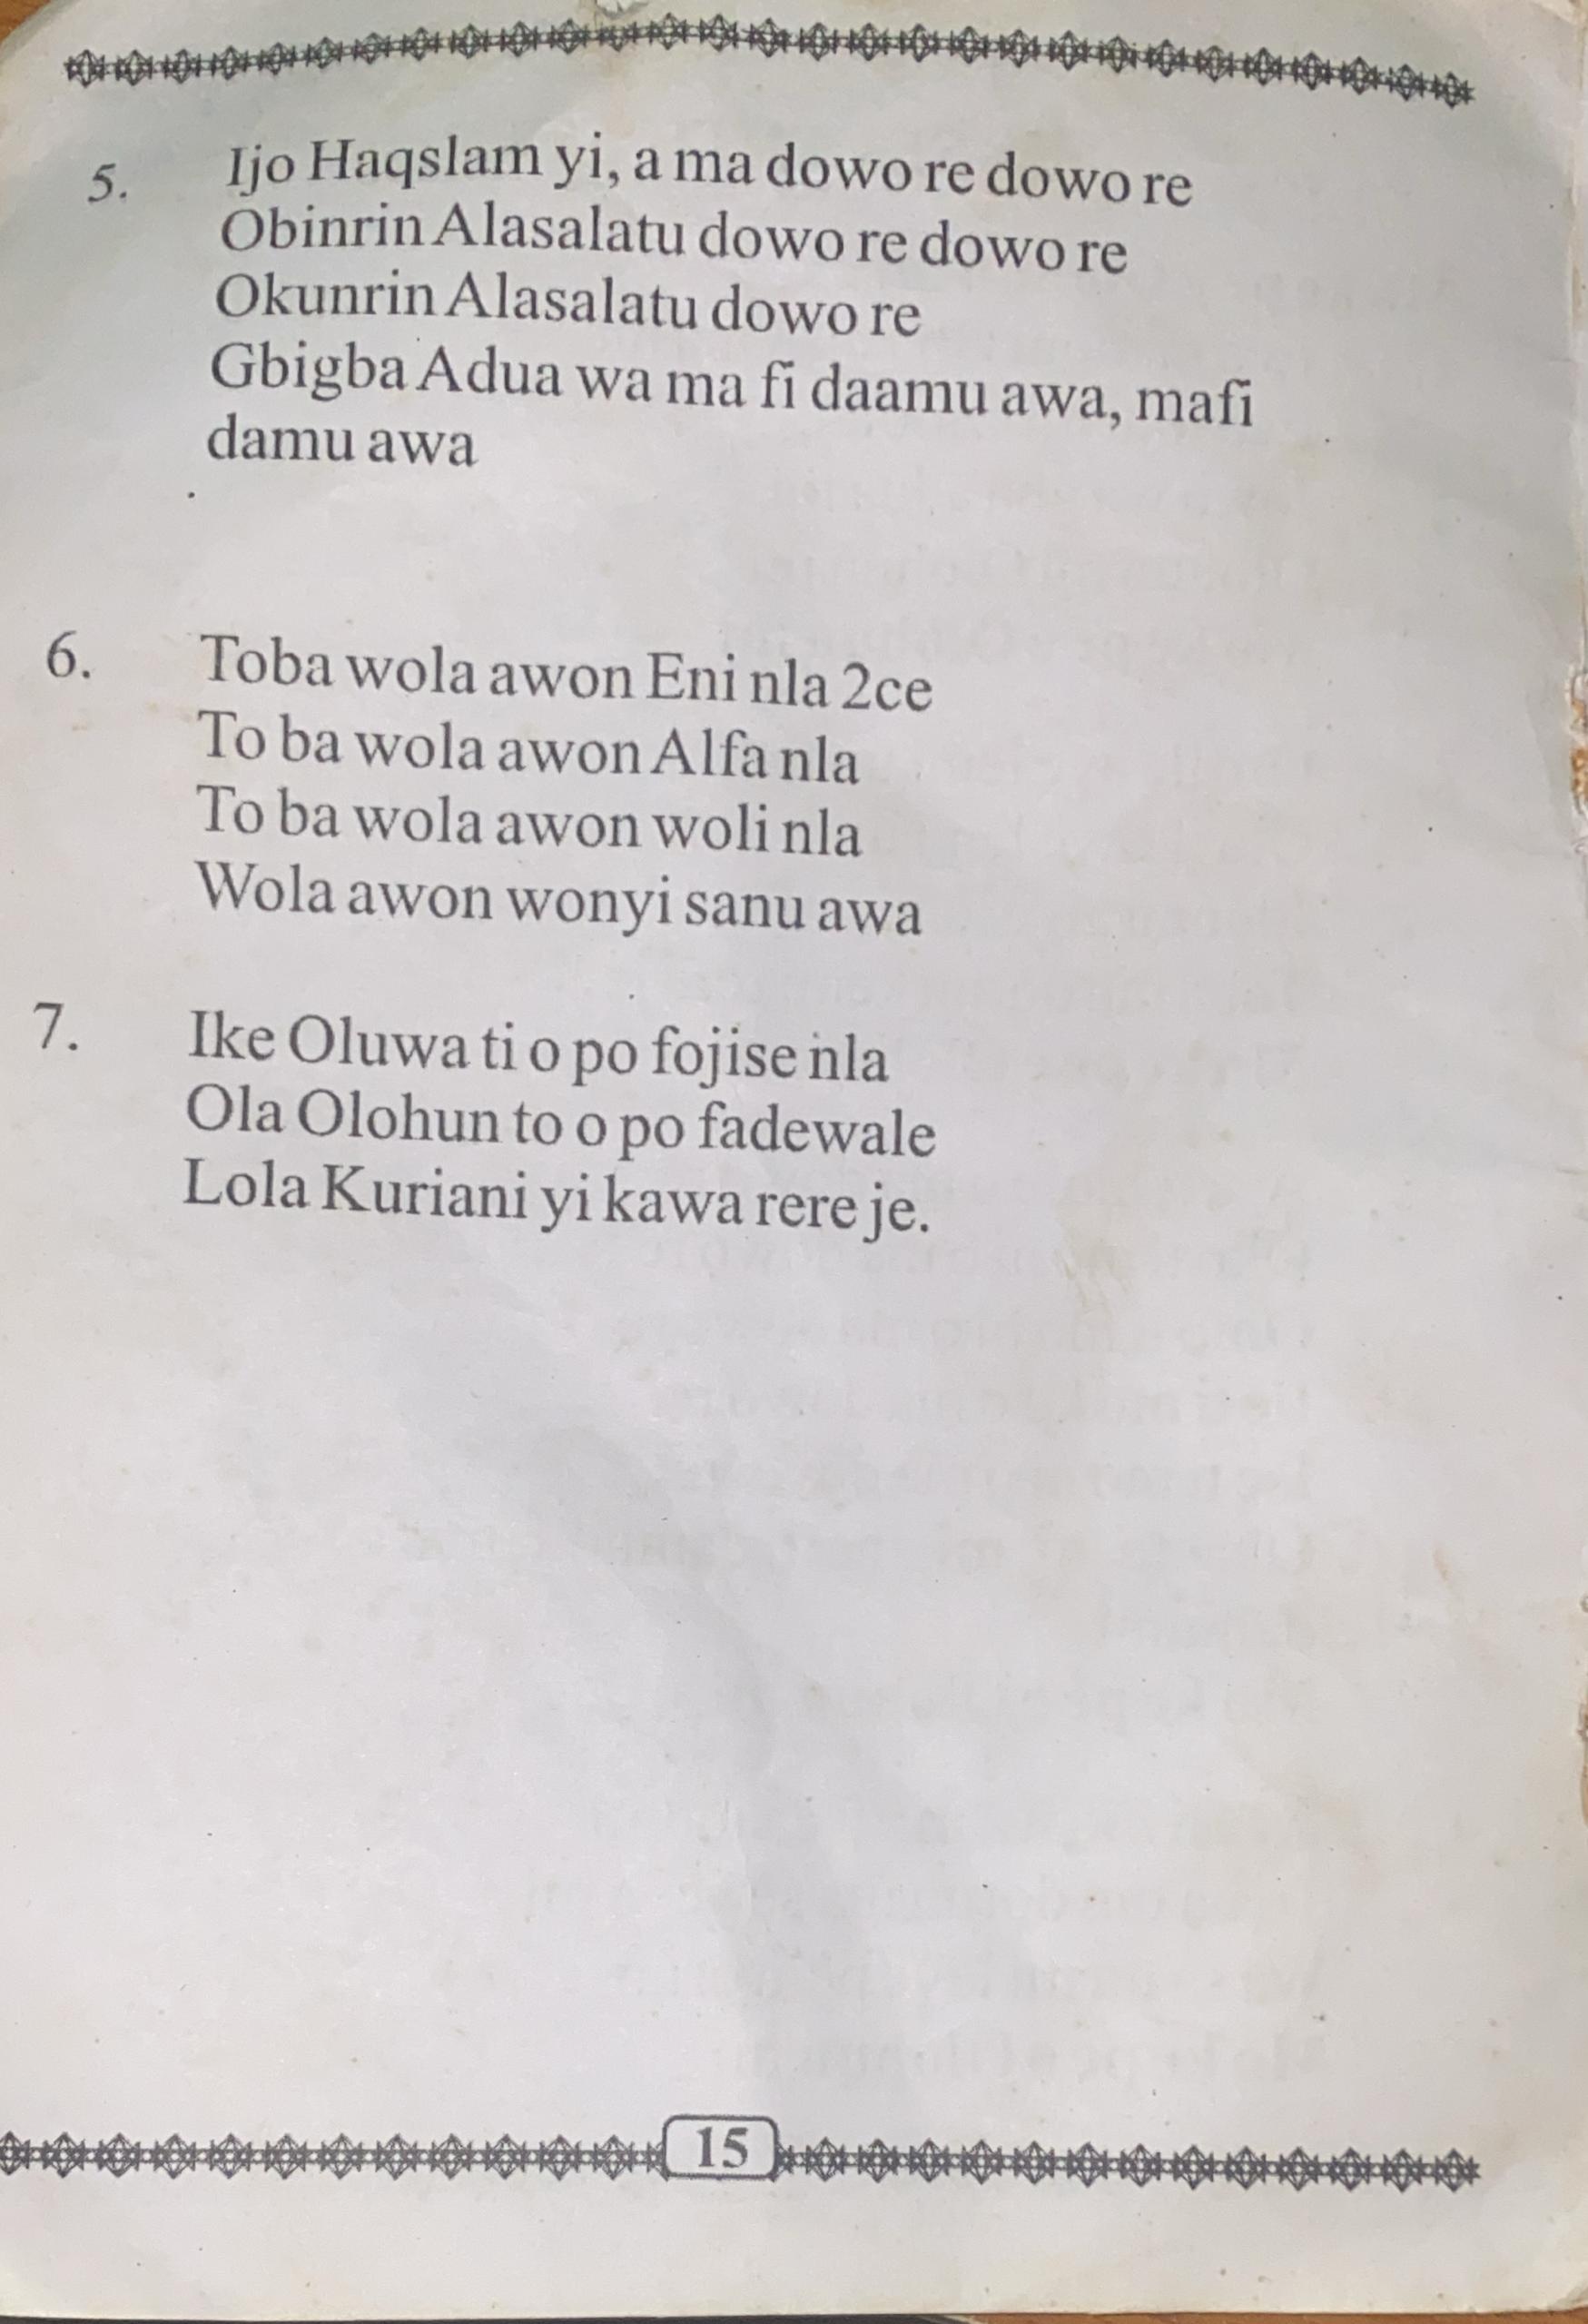 5. Ijo Haqslam yi, a ma dowo re dowo re
Obinrin Alasalatu dowo re dowo re
Okunrin Alasalatu dowo re
Gbigba Adua wa ma fi daamu awa, mafi
damu awa
6. Toba wola awon Eni nla 2ce
To ba wola awon Alfa nla
To ba wola awon woli nla
Wola awon wonyi sanu awa
7. Ike Oluwa ti o po fojise nla
Ola Olohun to o po fadewale
Lola Kuriani yi kawa rere je.
15